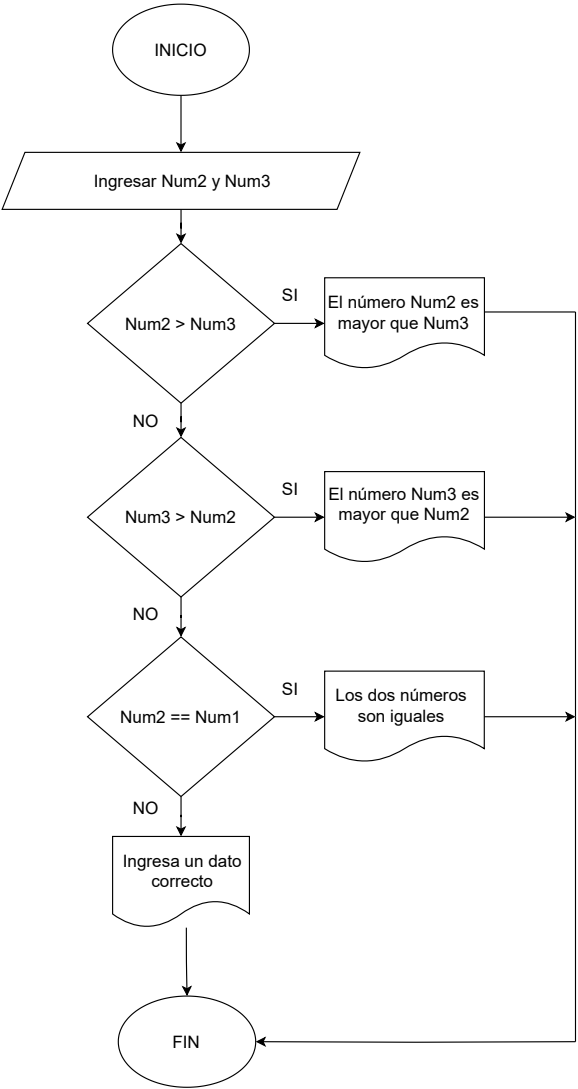 INICIO
Ingresar Num2 y Num3
Num2 > Num3
SI
El número Num2 es
mayor que Num3
NO
Num3 > Num2
SI
El número Num3 es
mayor que Num2
NO
Num2 == Num1
SI
Los dos números
son iguales
NO
Ingresa un dato
correcto
FIN